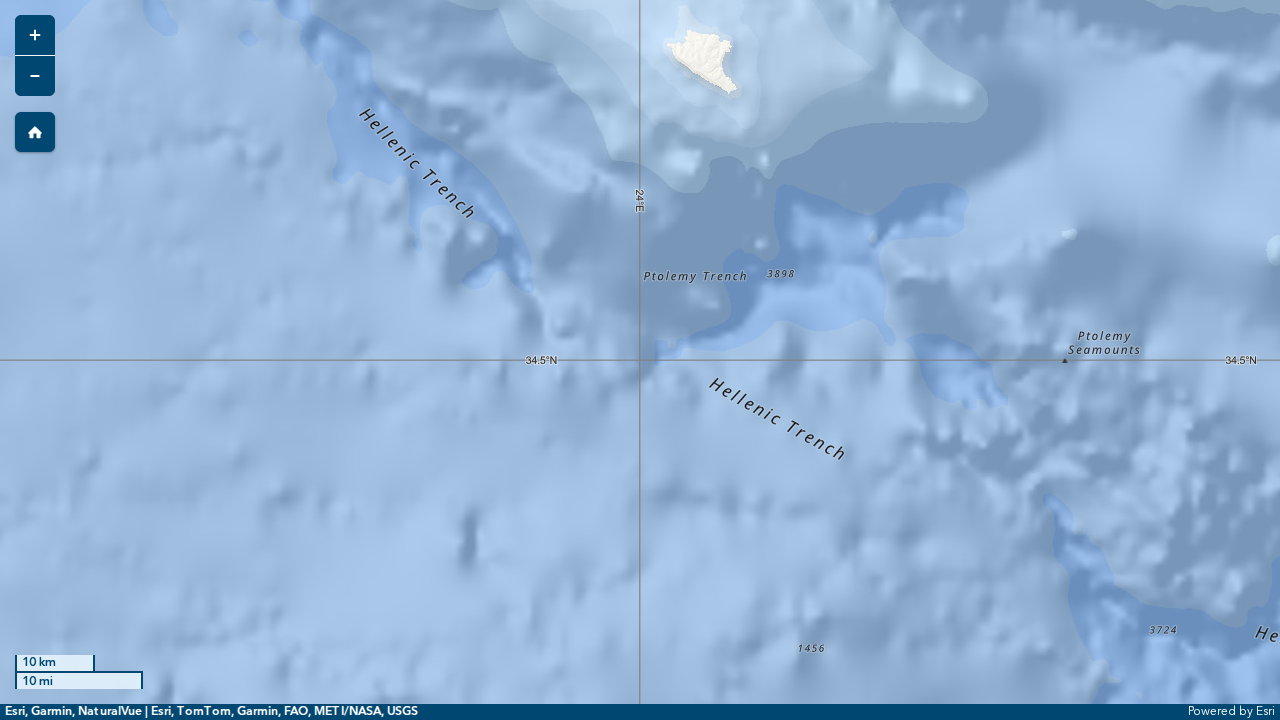 +
−
Hellenic Trench
24°E
Ptolemy Trench
3898
Ptolemy
Seamounts
34.5°N
34.5°N
Hellenic Trench
3724
He
1456
10 km
10 mi
Esri, Garmin, NaturalVue | Esri, TomTom, Garmin, FAO, METI/NASA, USGS
Powered by Esri